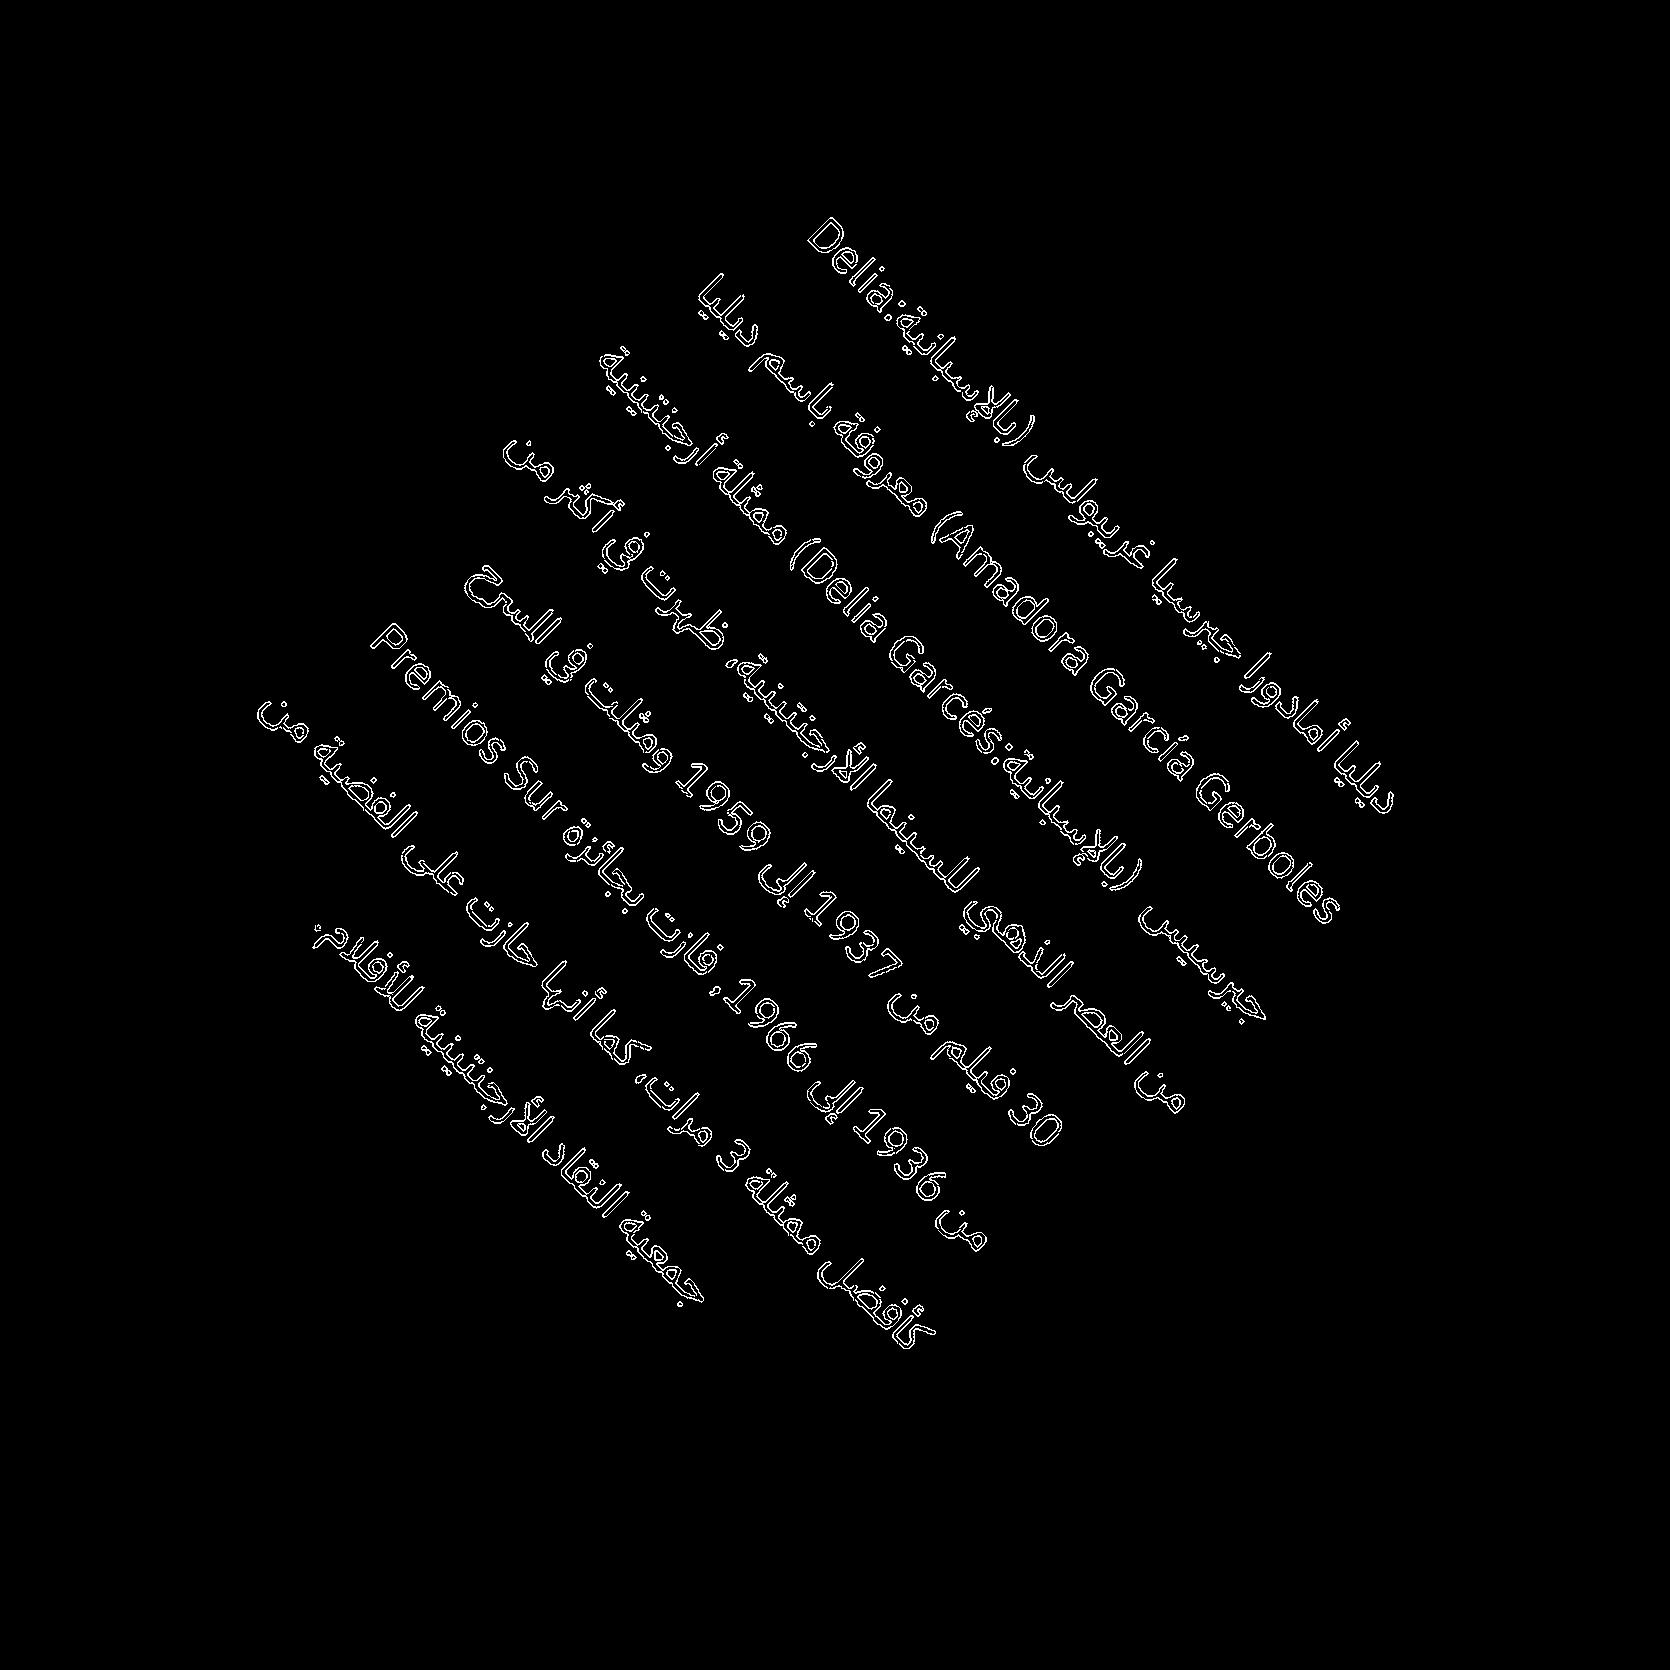 ديليا أمادورا جيرسيا غريبولس (بالإسبانية:Delia
Amadora García Gerboles) معروفة باسم ديليا
جيرسيس (بالإسبانية:Delia Garcés) ممثلة أرجنتينية
من العصر الذهبي للسينما الأرجنتينية، ظهرت في أكثر من
30 فيلم من 1937 إلى 1959 ومثلت في المسرح
من 1936 إلى 1966, فازت بجائزة Premios Sur
كأفضل ممثلة 3 مرات، كما أنها حازت على الفضية من
جمعية النقاد الأرجنتينية للأفلام.